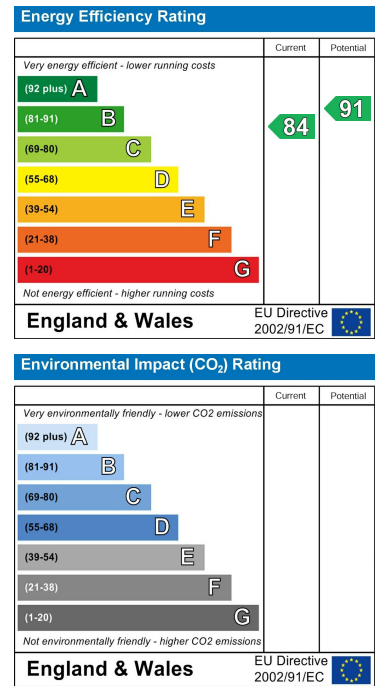 Energy Efficiency Rating
Current Potential
Very energy efficient - lower running costs
(92 plus) A
(81-91) B
(69-80) C
(55-68) D
(39-54) E
(21-38) F
(1-20) G
84
91
Not energy efficient - higher running costs
England & Wales
EU Directive
2002/91/EC
Environmental Impact (CO₂) Rating
Current Potential
Very environmentally friendly - lower CO2 emissions
(92 plus) A
(81-91) B
(69-80) C
(55-68) D
(39-54) E
(21-38) F
(1-20) G
Not environmentally friendly - higher CO2 emissions
England & Wales
EU Directive
2002/91/EC